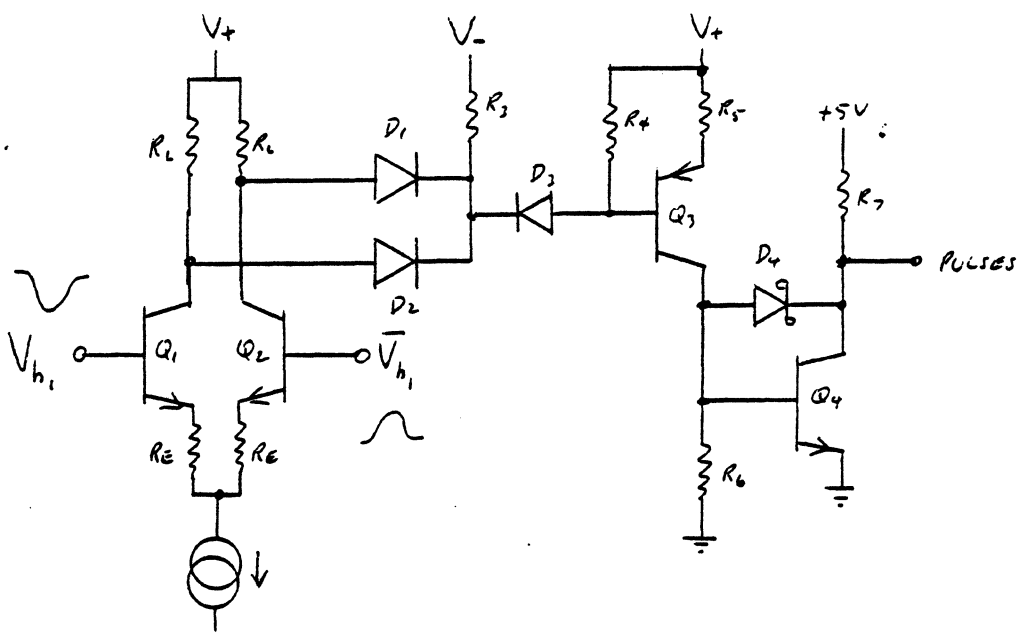 V+
V-
V+
+5V
R3
R4
R5
RL
RL
D1
D3
R7
Q3
D4
PULSES
D2
Vh1
Q1
Q2
V̄h1
Q4
RE
RE
R6